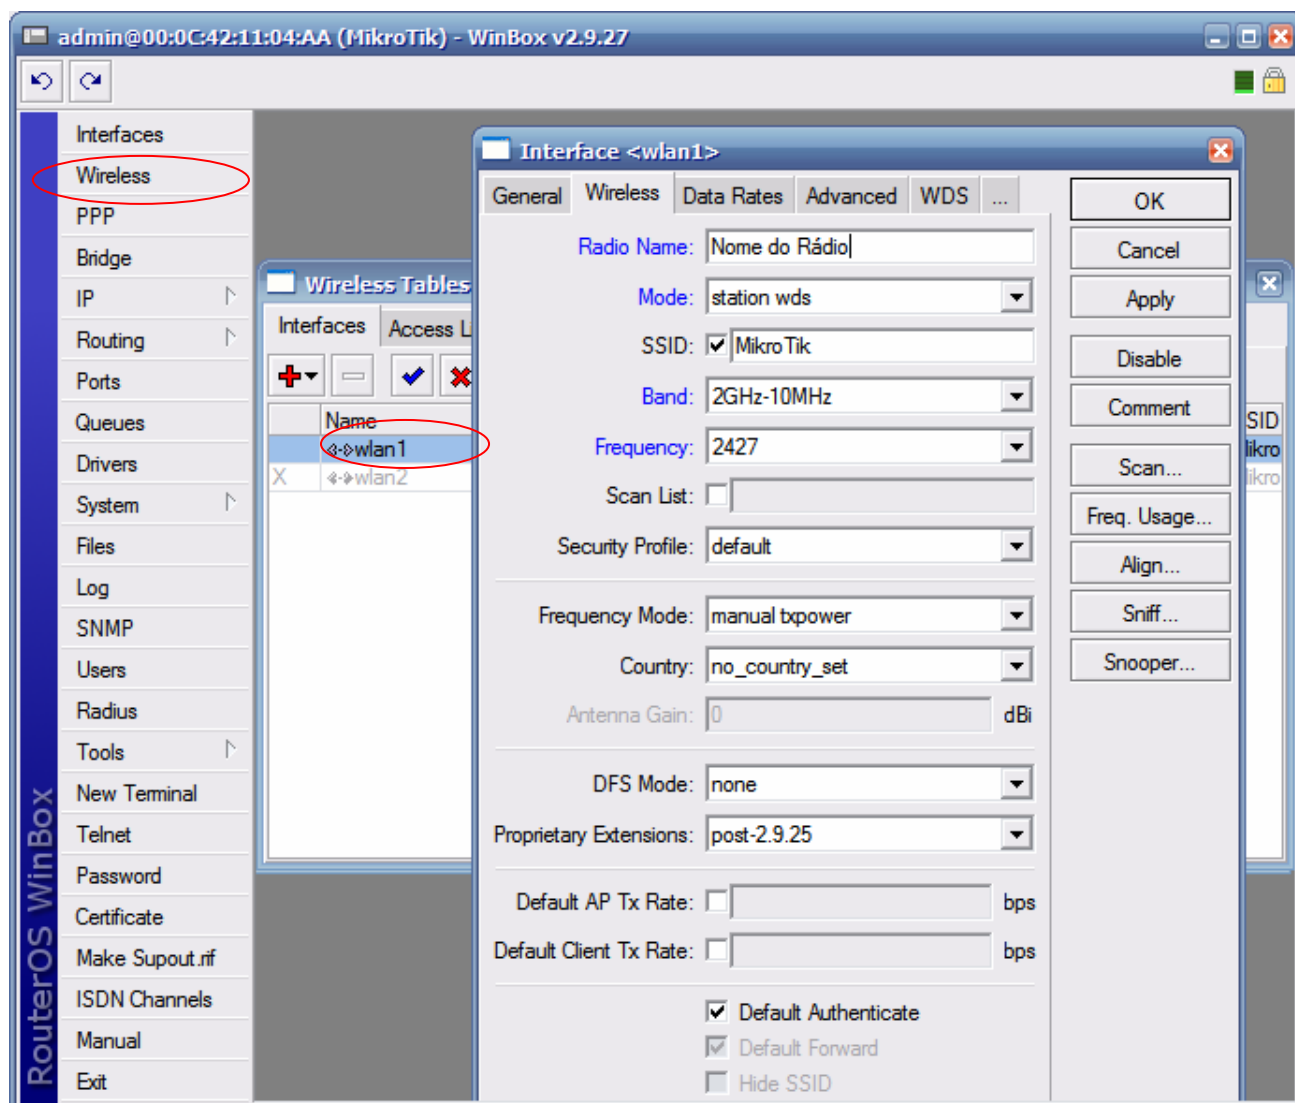 admin@00:0C:42:11:04:AA (MikroTik) - WinBox v2.9.27
Interfaces
Wireless
PPP
Bridge
IP
Routing
Ports
Queues
Drivers
System
Files
Log
SNMP
Users
Radius
Tools
New Terminal
Telnet
Password
Certificate
Make Supout.rif
ISDN Channels
Manual
Exit
RouterOS WinBox
Wireless Tables
Interfaces Access Li
Name SSID
wlan1 likro
X wlan2 likro
Interface <wlan1>
General Wireless Data Rates Advanced WDS ...
Radio Name: Nome do Rádio
Mode: station wds
SSID: MikroTik
Band: 2GHz-10MHz
Frequency: 2427
Scan List:
Security Profile: default
Frequency Mode: manual txpower
Country: no_country_set
Antenna Gain: 0 dBi
DFS Mode: none
Proprietary Extensions: post-2.9.25
Default AP Tx Rate: bps
Default Client Tx Rate: bps
Default Authenticate
Default Forward
Hide SSID
OK
Cancel
Apply
Disable
Comment
Scan...
Freq. Usage...
Align...
Sniff...
Snooper...